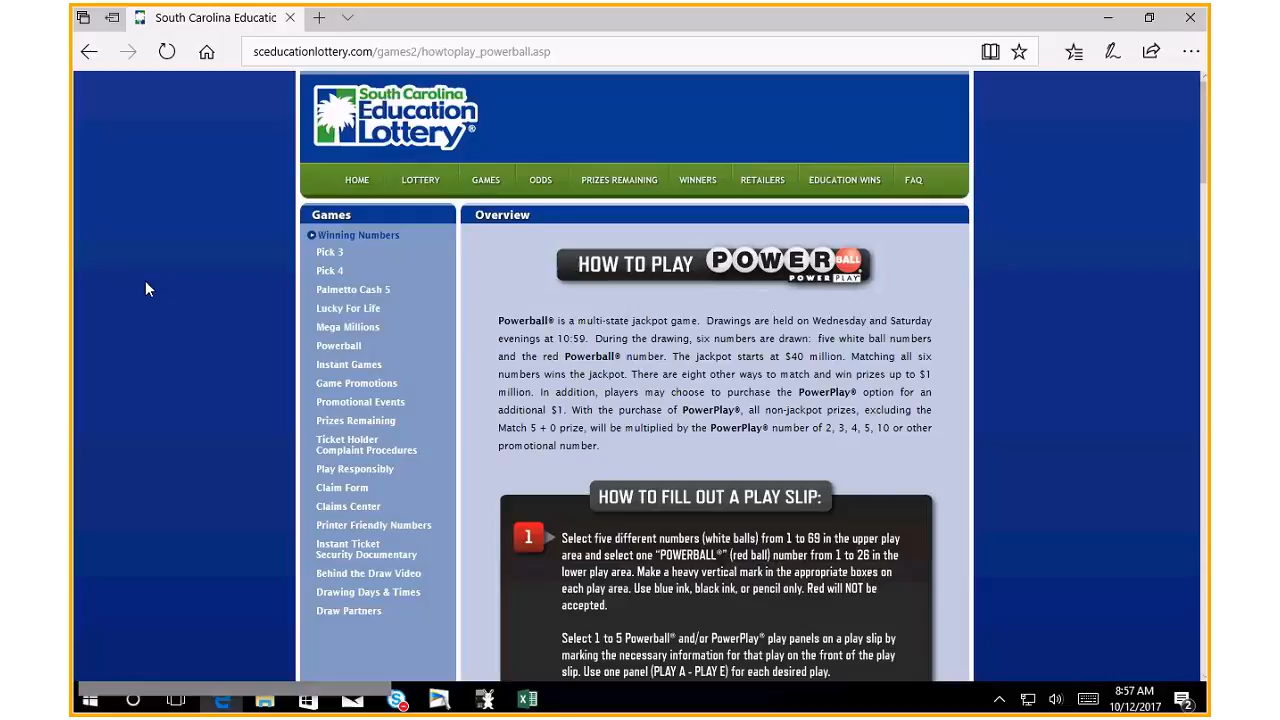 South Carolina Educatic
sceducationlottery.com/games2/howtoplay_powerball.asp
South Carolina
Education
Lottery®
HOME LOTTERY GAMES ODDS PRIZES REMAINING WINNERS RETAILERS EDUCATION WINS FAQ
Games
Winning Numbers
Pick 3
Pick 4
Palmetto Cash 5
Lucky For Life
Mega Millions
Powerball
Instant Games
Game Promotions
Promotional Events
Prizes Remaining
Ticket Holder
Complaint Procedures
Play Responsibly
Claim Form
Claims Center
Printer Friendly Numbers
Instant Ticket
Security Documentary
Behind the Draw Video
Drawing Days & Times
Draw Partners
Overview
HOW TO PLAY POWERBALL
POWER PLAY®
Powerball® is a multi-state jackpot game. Drawings are held on Wednesday and Saturday
evenings at 10:59. During the drawing, six numbers are drawn: five white ball numbers
and the red Powerball® number. The jackpot starts at $40 million. Matching all six
numbers wins the jackpot. There are eight other ways to match and win prizes up to $1
million. In addition, players may choose to purchase the PowerPlay® option for an
additional $1. With the purchase of PowerPlay®, all non-jackpot prizes, excluding the
Match 5 + 0 prize, will be multiplied by the PowerPlay® number of 2, 3, 4, 5, 10 or other
promotional number.
HOW TO FILL OUT A PLAY SLIP:
1
Select five different numbers (white balls) from 1 to 69 in the upper play
area and select one “POWERBALL®” (red ball) number from 1 to 26 in the
lower play area. Make a heavy vertical mark in the appropriate boxes on
each play area. Use blue ink, black ink, or pencil only. Red will NOT be
accepted.
Select 1 to 5 Powerball® and/or PowerPlay® play panels on a play slip by
marking the necessary information for that play on the front of the play
slip. Use one panel (PLAY A - PLAY E) for each desired play.
8:57 AM
10/12/2017
2